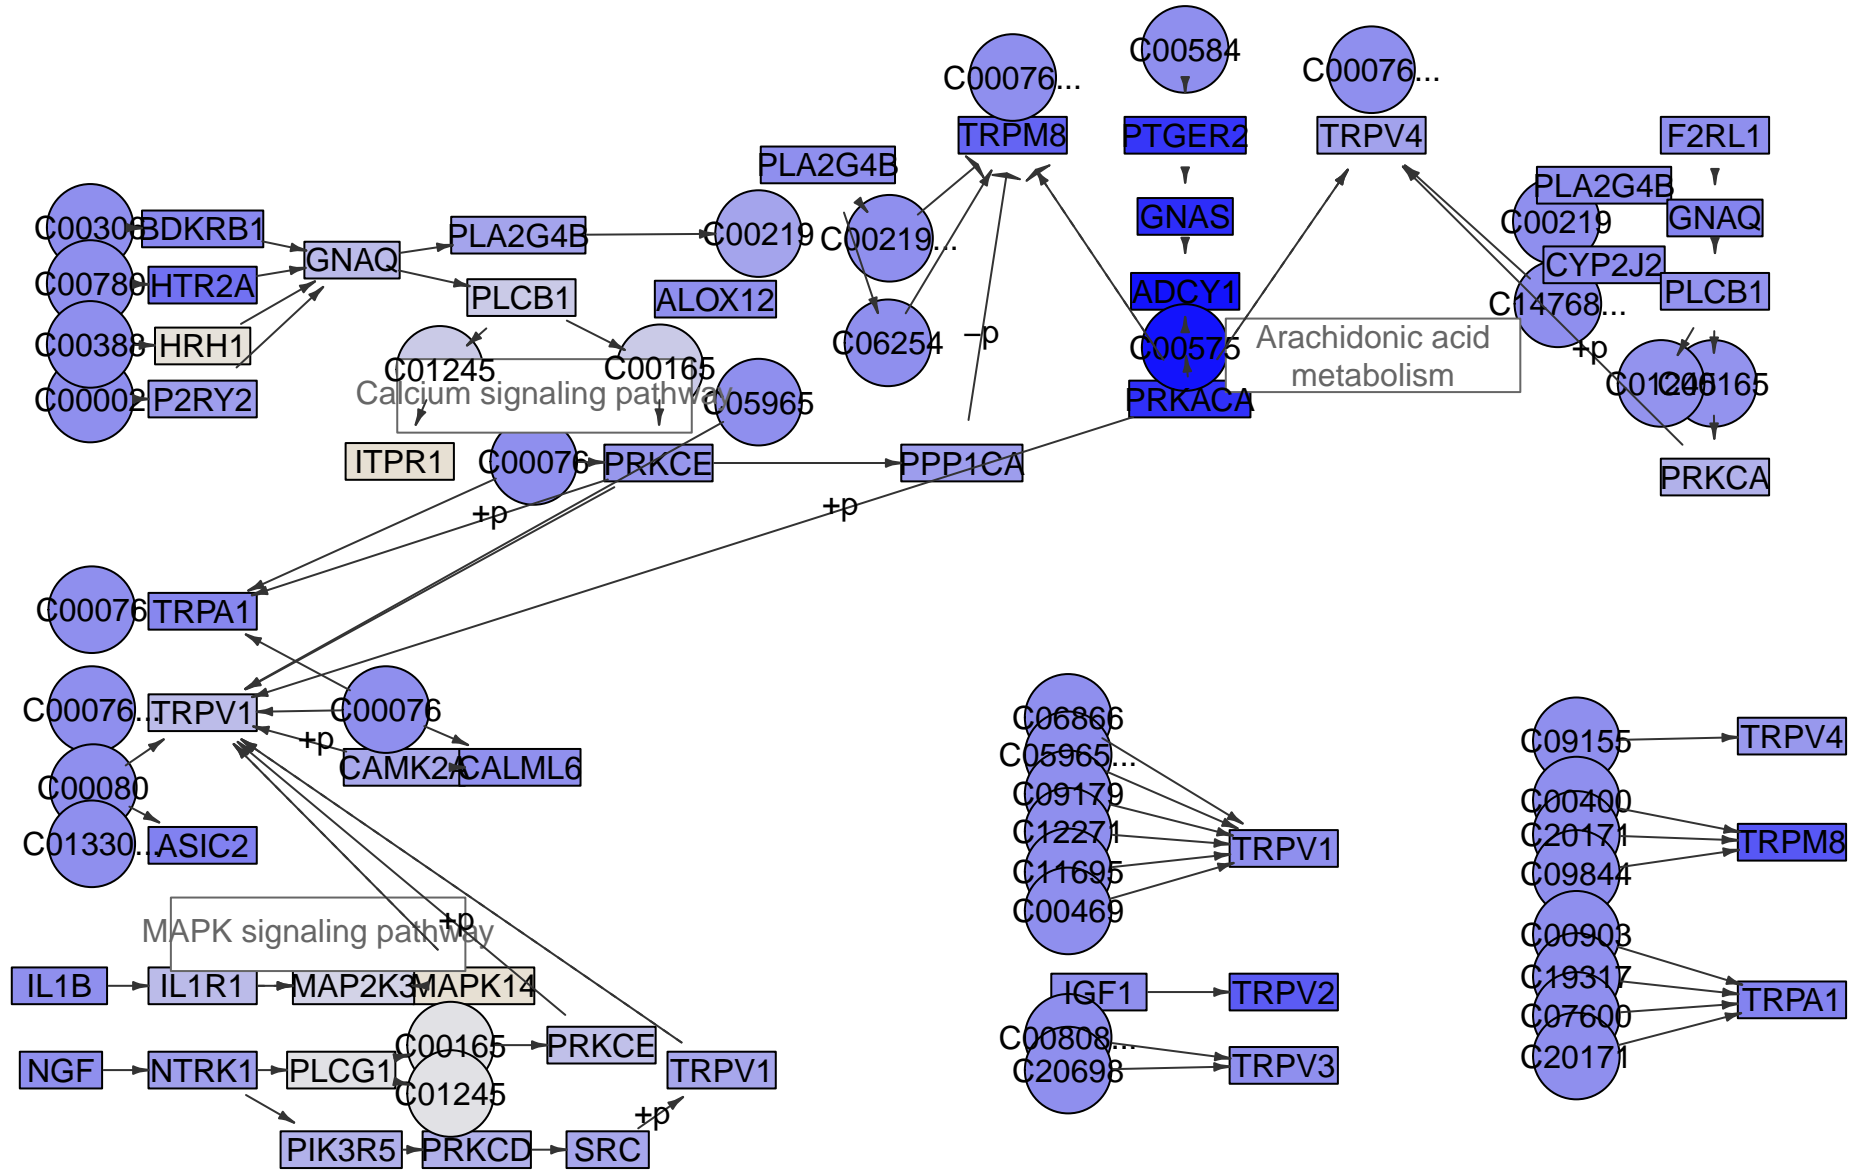 C00584
C00076...
C00076...
TRPM8
PTGER2
TRPV4
F2RL1
PLA2G4B
PLA2G4B
C00219
GNAS
GNAQ
BDKRB1
PLA2G4B
C00219
C00219...
GNAQ
CYP2J2
C00780
HTR2A
PLCB1
ALOX12
ADCY1
C14768...
PLCB1
C00388
HRH1
C01245
C00165
C06254
–p
C00575
Arachidonic acid
metabolism
+p
C00002
P2RY2
Calcium signaling pathway
C05965
PRKACA
C01245
C00165
ITPR1
C00076
PRKCE
PPP1CA
PRKCA
+p
+p
C00076
TRPA1
C00076...
TRPV1
C00076
+p
CAMK2A
CALML6
C00080
C01330...
ASIC2
C06866
C05965...
C09179
C12271
C11695
C00469
TRPV1
C09155
TRPV4
C00400
C20171
C09844
TRPM8
MAPK signaling pathway
+p
IL1B
IL1R1
MAP2K3
MAPK14
IGF1
TRPV2
C00903
C19317
C07600
C20171
TRPA1
NGF
NTRK1
PLCG1
C00165
C01245
PRKCE
TRPV1
C00808...
C20698
TRPV3
+p
PIK3R5
PRKCD
SRC